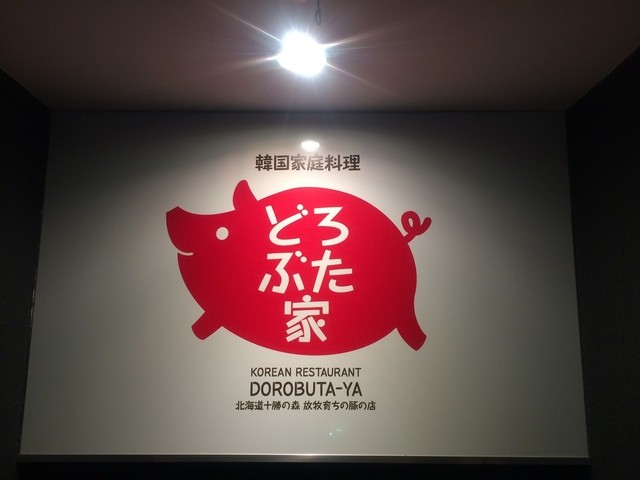 韓国家庭料理
どろ
ぶた
家
KOREAN RESTAURANT
DOROBUTA-YA
北海道十勝の森 放牧育ちの豚の店